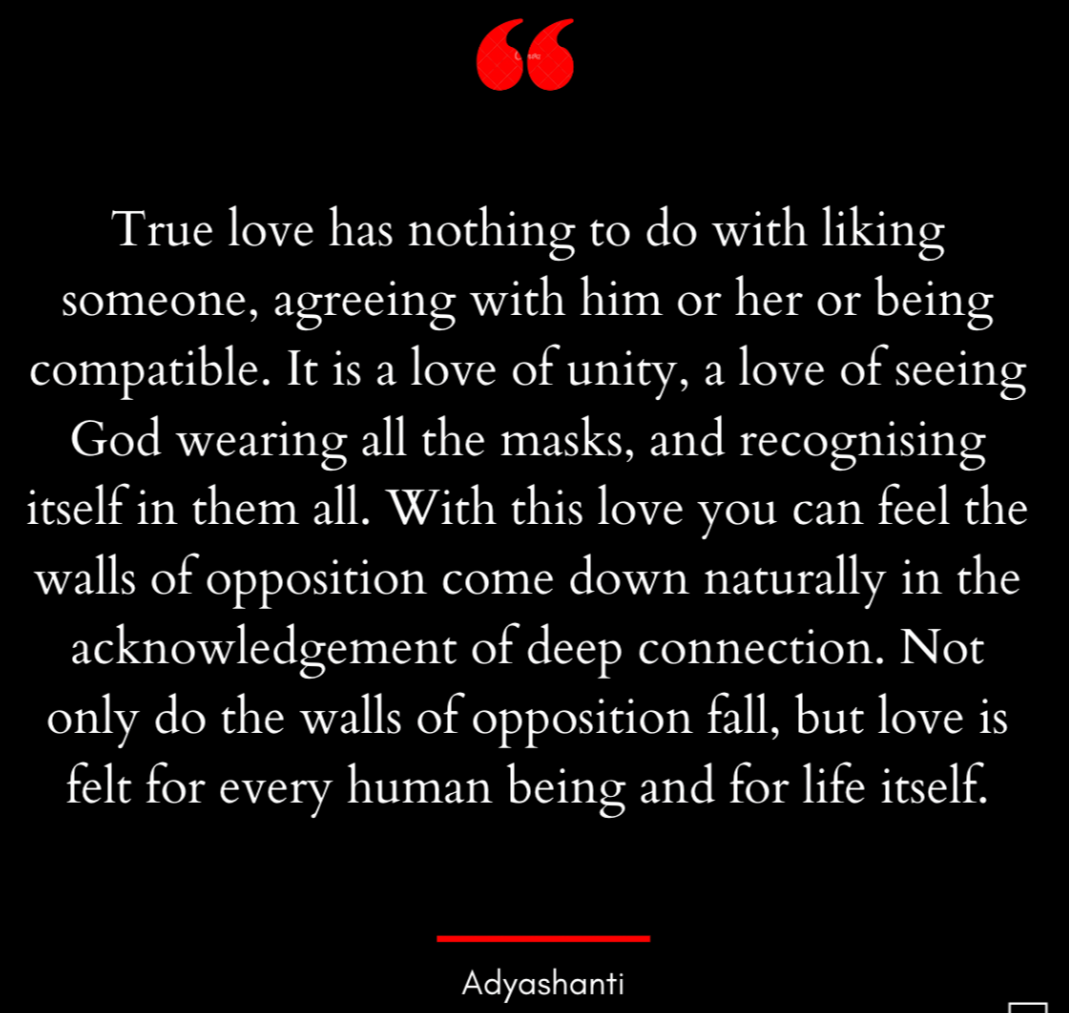 True love has nothing to do with liking
someone, agreeing with him or her or being
compatible. It is a love of unity, a love of seeing
God wearing all the masks, and recognising
itself in them all. With this love you can feel the
walls of opposition come down naturally in the
acknowledgement of deep connection. Not
only do the walls of opposition fall, but love is
felt for every human being and for life itself.
Adyashanti